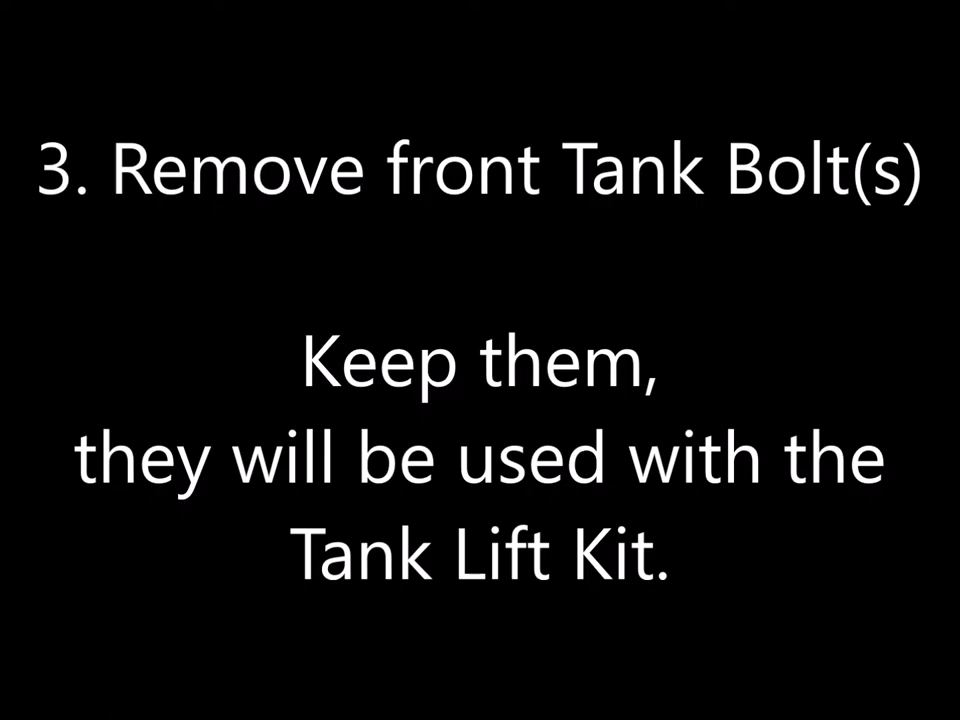 3. Remove front Tank Bolt(s)
Keep them,
they will be used with the
Tank Lift Kit.